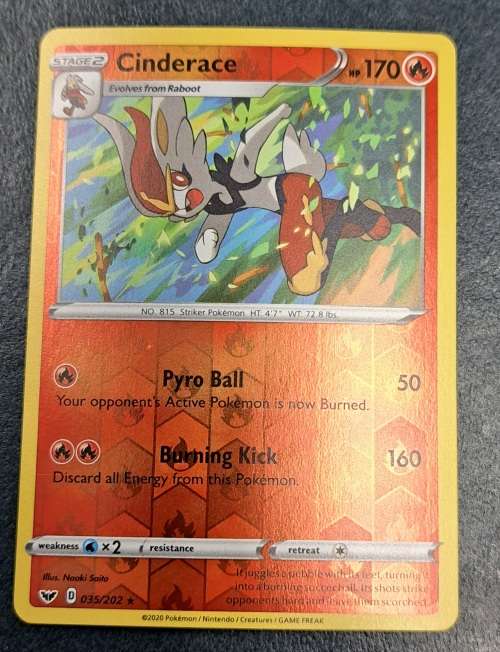 STAGE 2 Cinderace HP 170
Evolves from Raboot
NO. 815 Striker Pokémon HT: 4'7" WT: 72.8 lbs.
Pyro Ball 50
Your opponent's Active Pokémon is now Burned.
Burning Kick 160
Discard all Energy from this Pokémon.
weakness ×2 resistance retreat
Illus. Naoki Saito
It juggles a pebble with its feet, turning it
into a burning soccer ball. Its shots strike
opponents hard and leave them scorched.
D 035/202 ★
©2020 Pokémon / Nintendo / Creatures / GAME FREAK